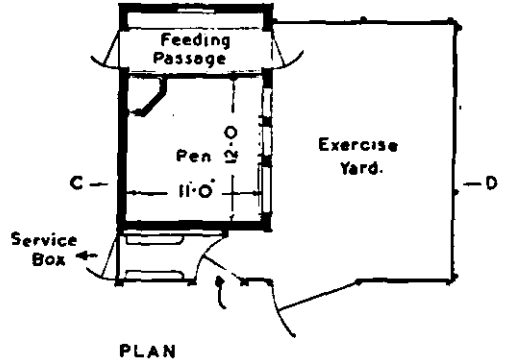 Feeding
Passage
Pen
12·0
Exercise
Yard.
C
11·0"
D
Service
Box
PLAN